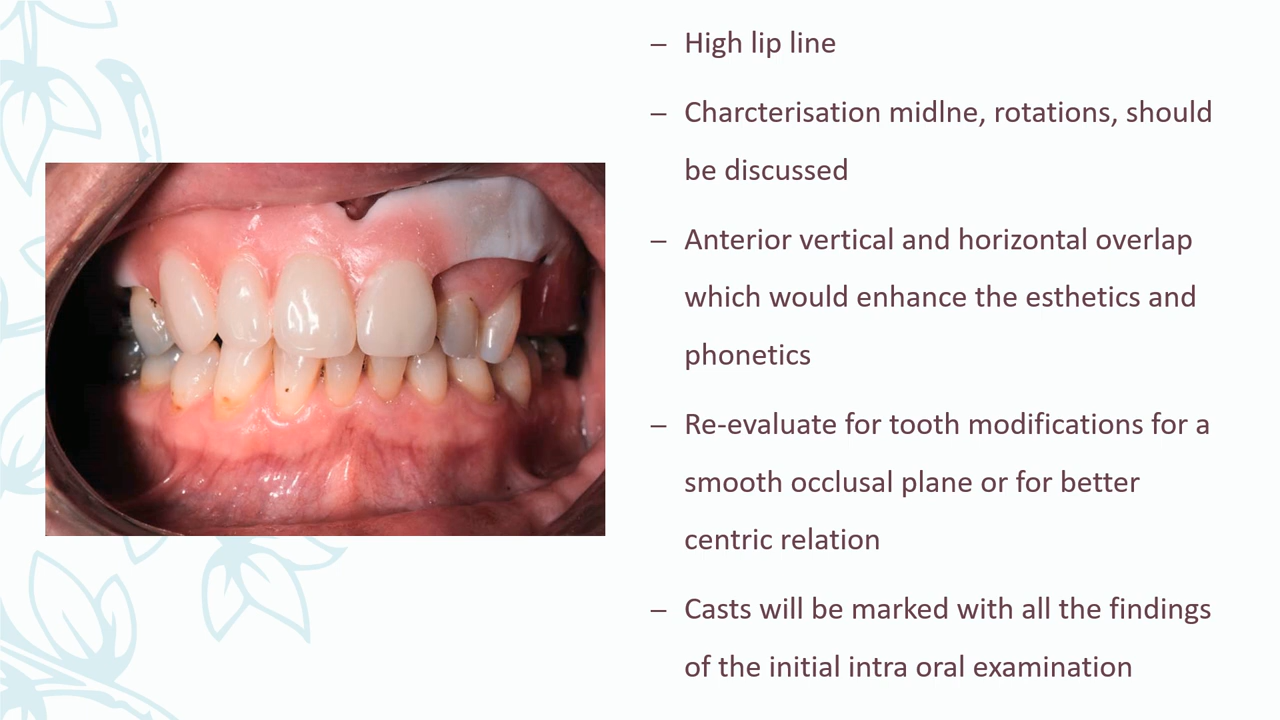 – High lip line
– Charcterisation midlne, rotations, should
be discussed
– Anterior vertical and horizontal overlap
which would enhance the esthetics and
phonetics
– Re-evaluate for tooth modifications for a
smooth occlusal plane or for better
centric relation
– Casts will be marked with all the findings
of the initial intra oral examination